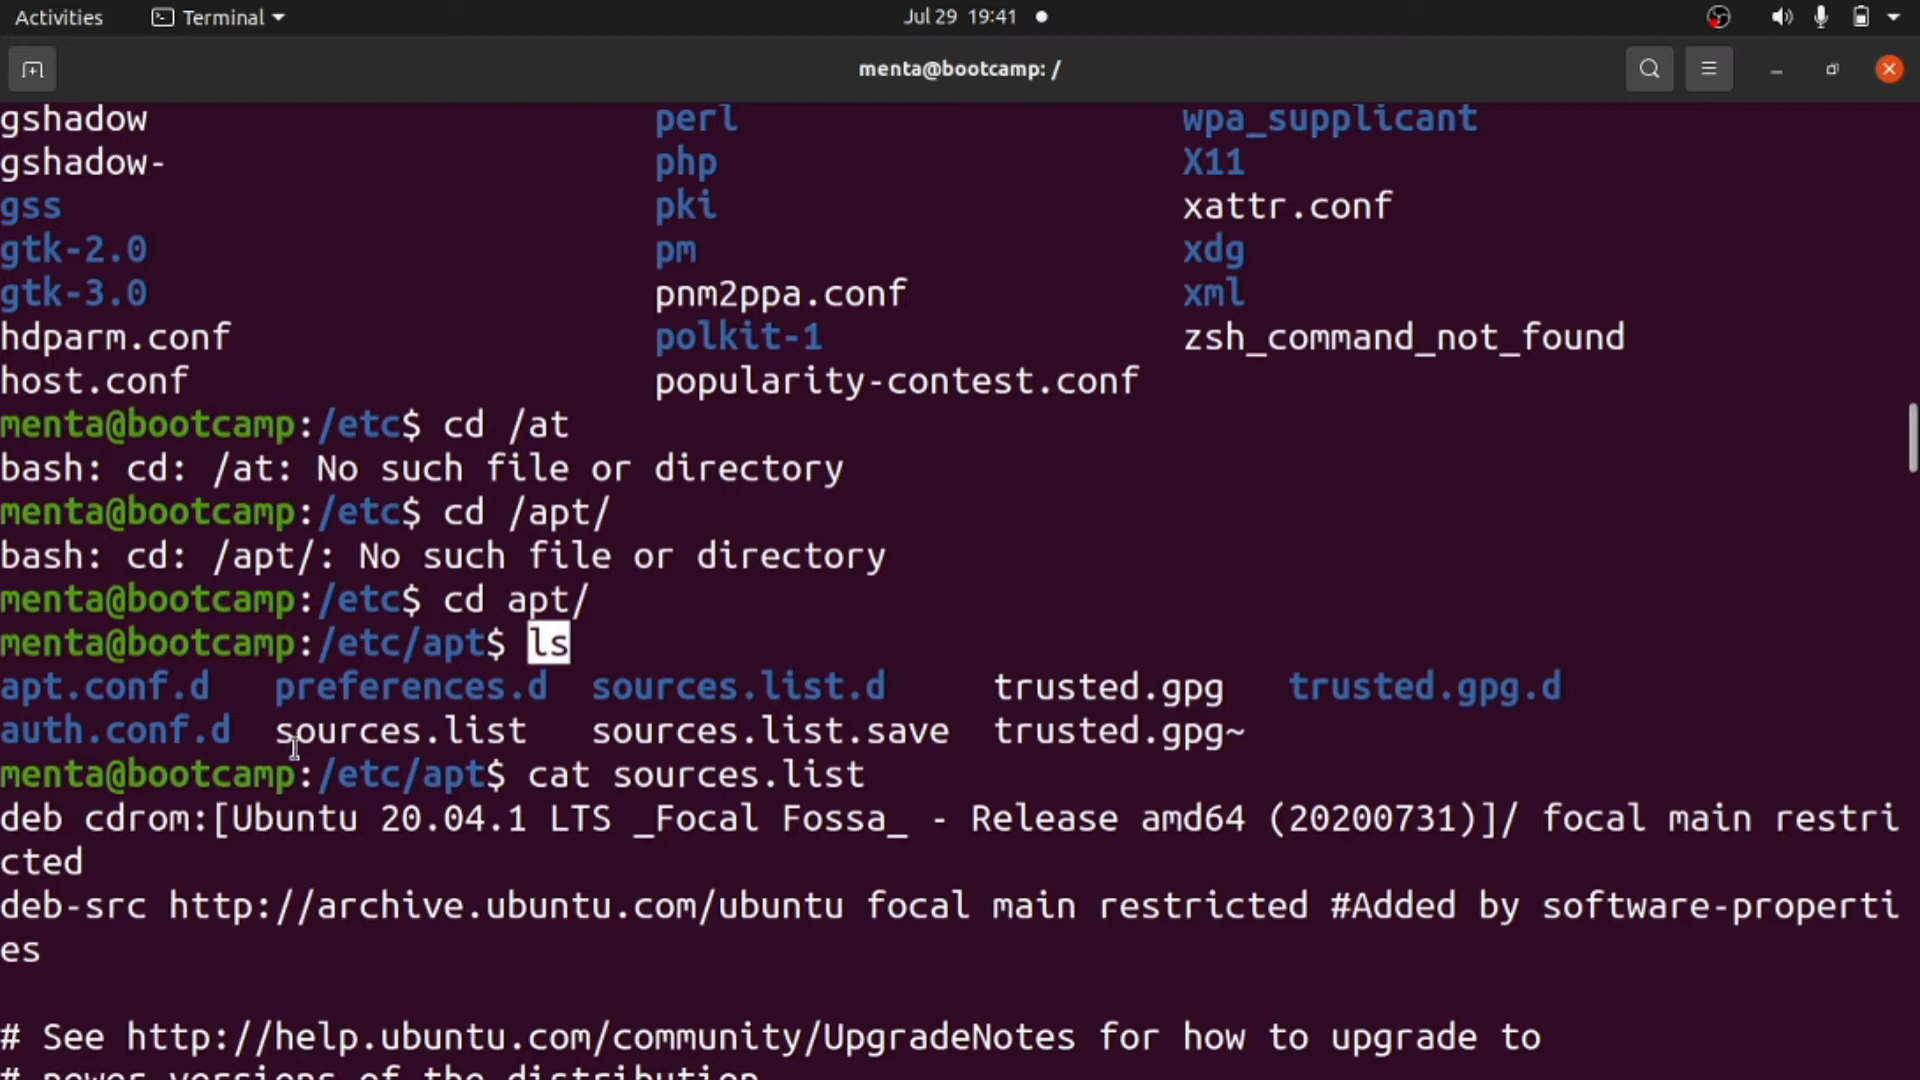 Activities Terminal Jul 29 19:41
menta@bootcamp: /
gshadow perl wpa_supplicant
gshadow- php X11
gss pki xattr.conf
gtk-2.0 pm xdg
gtk-3.0 pnm2ppa.conf xml
hdparm.conf polkit-1 zsh_command_not_found
host.conf popularity-contest.conf
menta@bootcamp:/etc$ cd /at
bash: cd: /at: No such file or directory
menta@bootcamp:/etc$ cd /apt/
bash: cd: /apt/: No such file or directory
menta@bootcamp:/etc$ cd apt/
menta@bootcamp:/etc/apt$ ls
apt.conf.d preferences.d sources.list.d trusted.gpg trusted.gpg.d
auth.conf.d sources.list sources.list.save trusted.gpg~
menta@bootcamp:/etc/apt$ cat sources.list
deb cdrom:[Ubuntu 20.04.1 LTS _Focal Fossa_ - Release amd64 (20200731)]/ focal main restri
cted
deb-src http://archive.ubuntu.com/ubuntu focal main restricted #Added by software-properti
es
# See http://help.ubuntu.com/community/UpgradeNotes for how to upgrade to
# newer versions of the distribution.